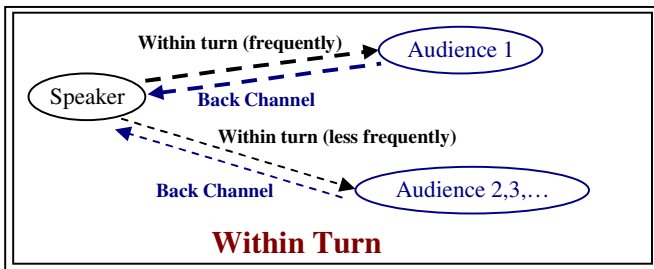 Within turn (frequently)
Audience 1
Speaker
Back Channel
Within turn (less frequently)
Back Channel
Audience 2,3,…
Within Turn